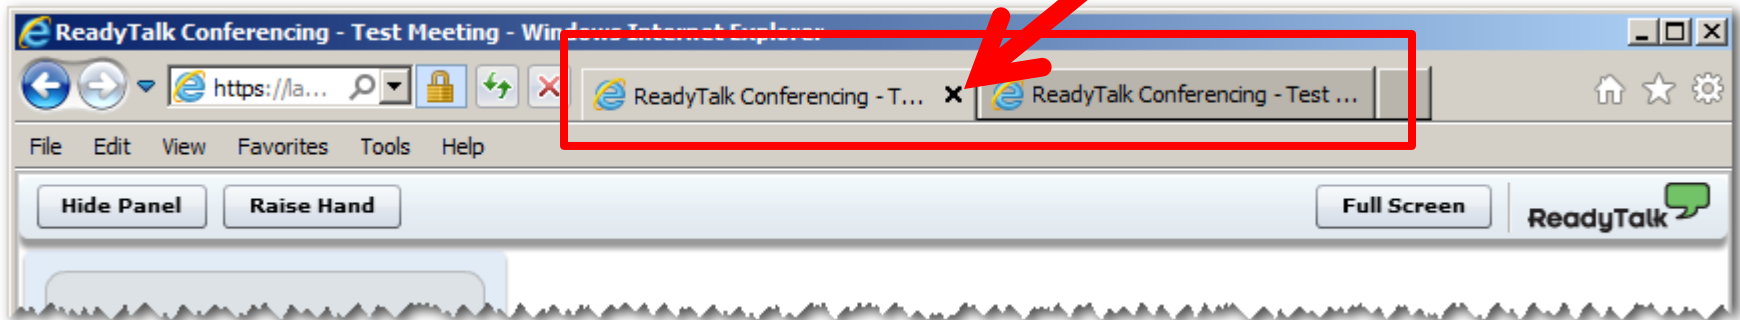 ReadyTalk Conferencing - Test Meeting - Windows Internet Explorer
https://la...
ReadyTalk Conferencing - T...
ReadyTalk Conferencing - Test ...
File Edit View Favorites Tools Help
Hide Panel Raise Hand Full Screen ReadyTalk